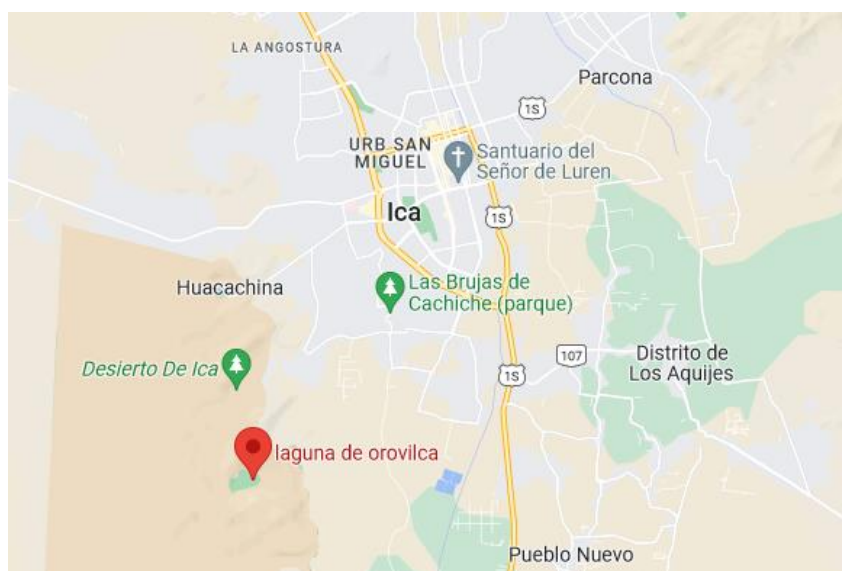 LA ANGOSTURA
Parcona
1S
URB SAN
MIGUEL
Santuario del
Señor de Luren
Ica
1S
Huacachina
Las Brujas de
Cachiche (parque)
Desierto De Ica
1S
107
Distrito de
Los Aquijes
laguna de orovilca
Pueblo Nuevo